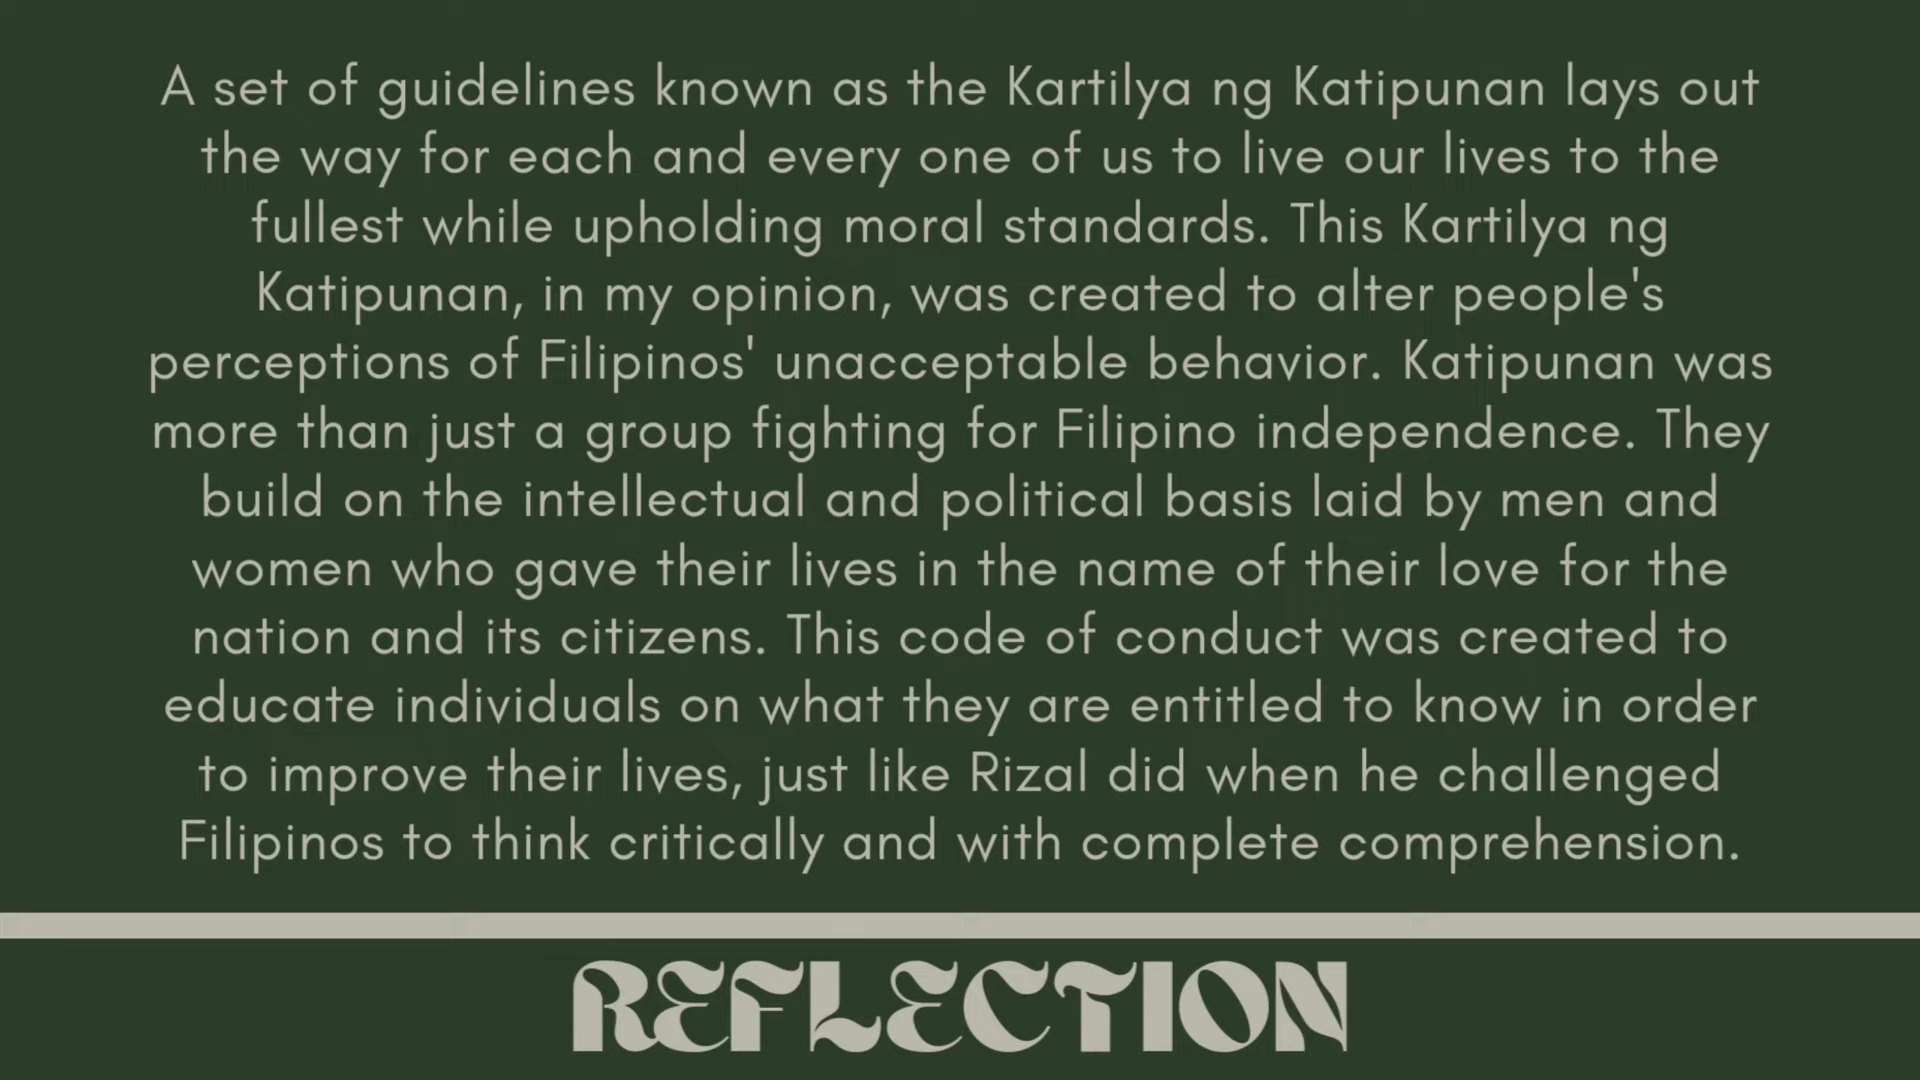 A set of guidelines known as the Kartilya ng Katipunan lays out
the way for each and every one of us to live our lives to the
fullest while upholding moral standards. This Kartilya ng
Katipunan, in my opinion, was created to alter people's
perceptions of Filipinos' unacceptable behavior. Katipunan was
more than just a group fighting for Filipino independence. They
build on the intellectual and political basis laid by men and
women who gave their lives in the name of their love for the
nation and its citizens. This code of conduct was created to
educate individuals on what they are entitled to know in order
to improve their lives, just like Rizal did when he challenged
Filipinos to think critically and with complete comprehension.
REFLECTION